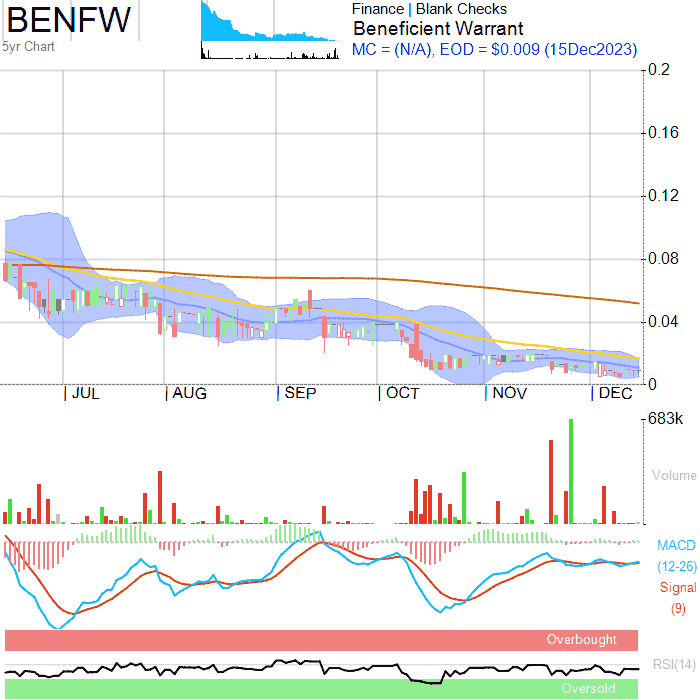 BENFW
5yr Chart
Finance | Blank Checks
Beneficient Warrant
MC = (N/A), EOD = $0.009 (15Dec2023)
0.2
0.16
0.12
0.08
0.04
0
| JUL | AUG | SEP | OCT | NOV | DEC
683k
Volume
MACD
(12-26)
Signal
(9)
Overbought
RSI(14)
Oversold